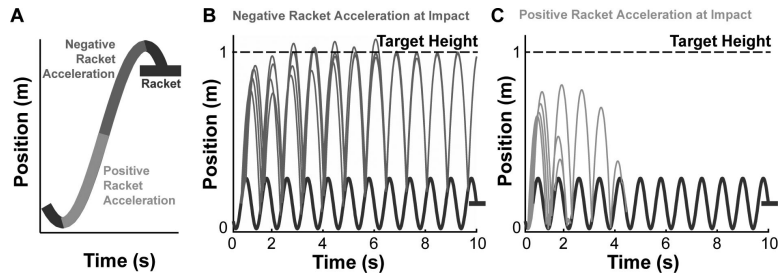 A
Negative
Racket
Acceleration
Racket
Positive
Racket
Acceleration
Position (m)
Time (s)
B
Negative Racket Acceleration at Impact
Target Height
1
0
Position (m)
0 2 4 6 8 10
Time (s)
C
Positive Racket Acceleration at Impact
Target Height
1
0
Position (m)
0 2 4 6 8 10
Time (s)